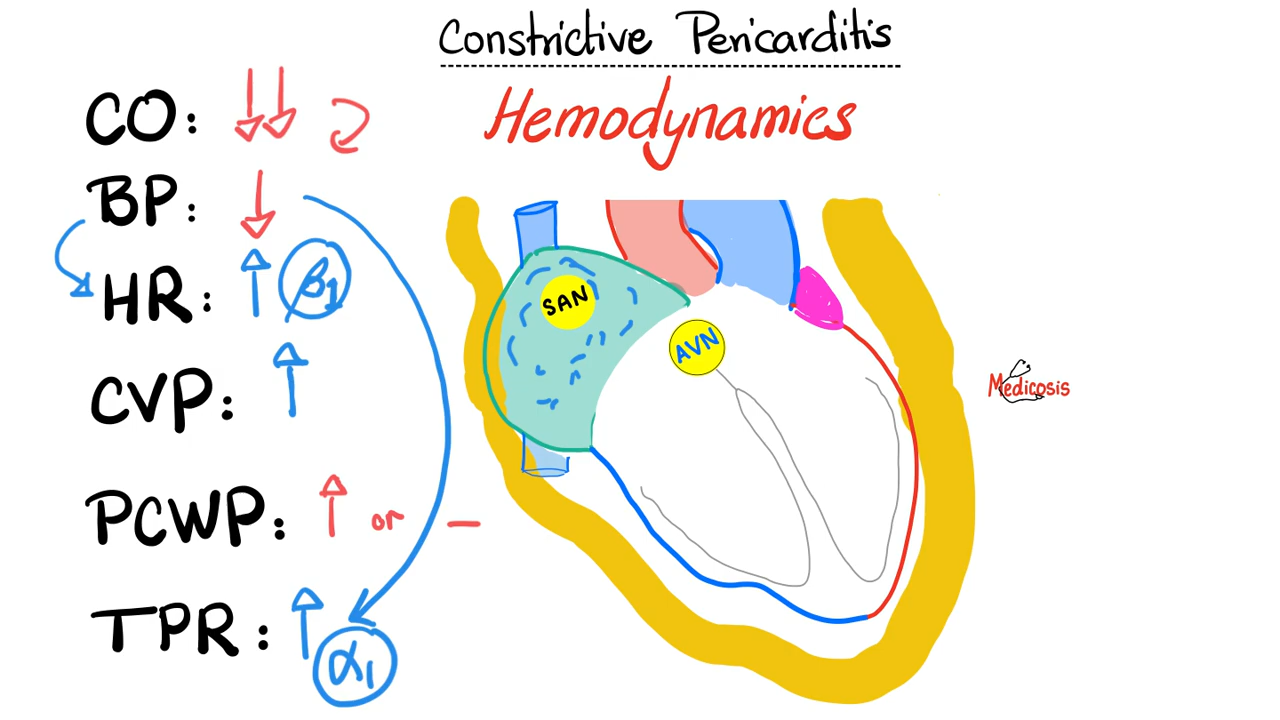 Constrictive Pericarditis
Hemodynamics
CO: ↓↓
BP: ↓
HR: ↑ β1
CVP: ↑
PCWP: ↑ or –
TPR: ↑ α1
SAN
AVN
Medicosis